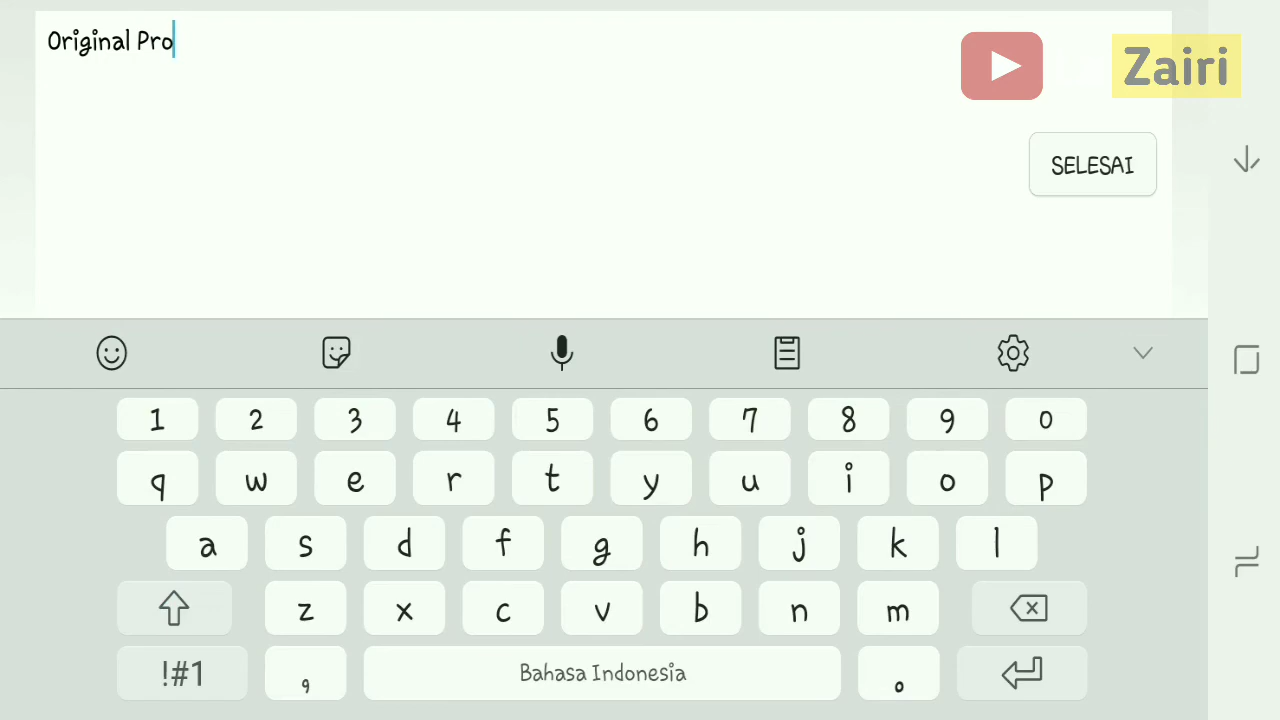 Original Pro
Zairi
SELESAI
1 2 3 4 5 6 7 8 9 0
q w e r t y u i o p
a s d f g h j k l
z x c v b n m
!#1 , Bahasa Indonesia .